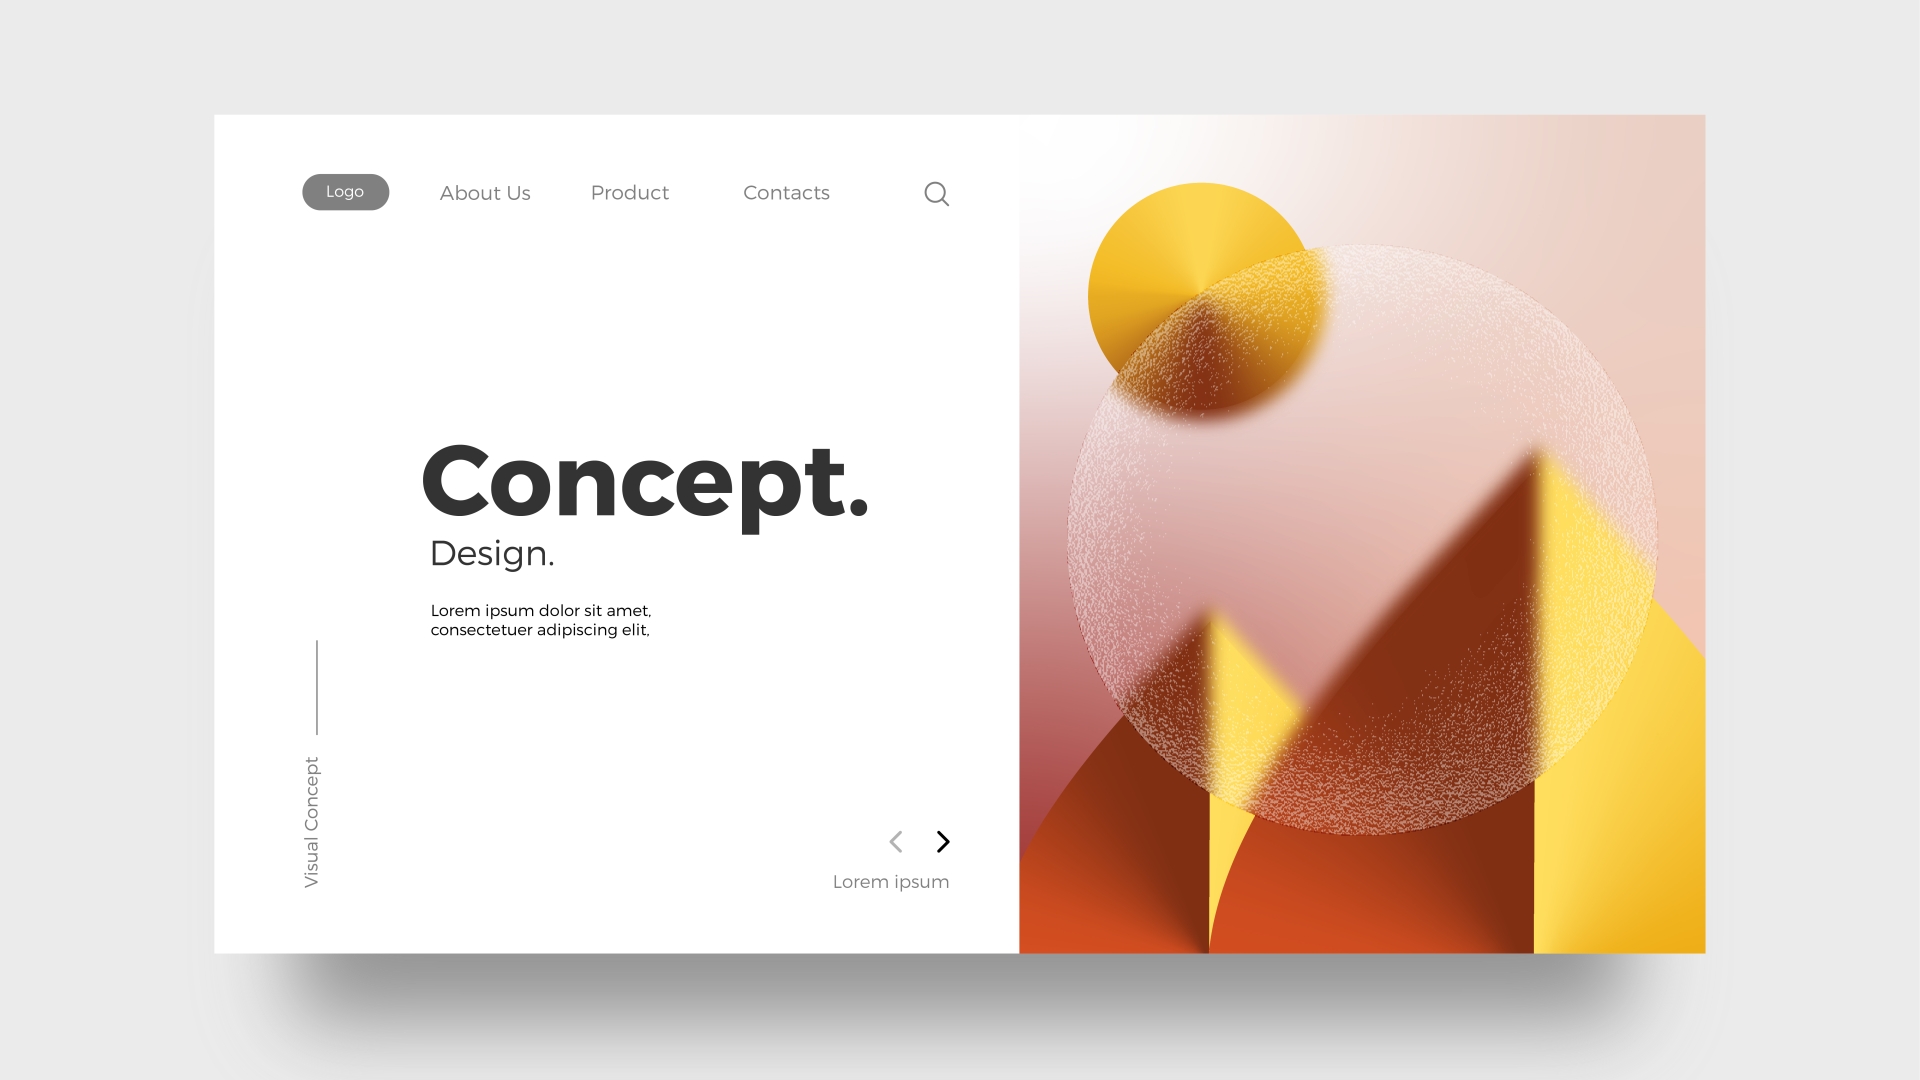 Logo
About Us
Product
Contacts
Concept.
Design.
Lorem ipsum dolor sit amet,
consectetuer adipiscing elit,
Visual Concept
Lorem ipsum